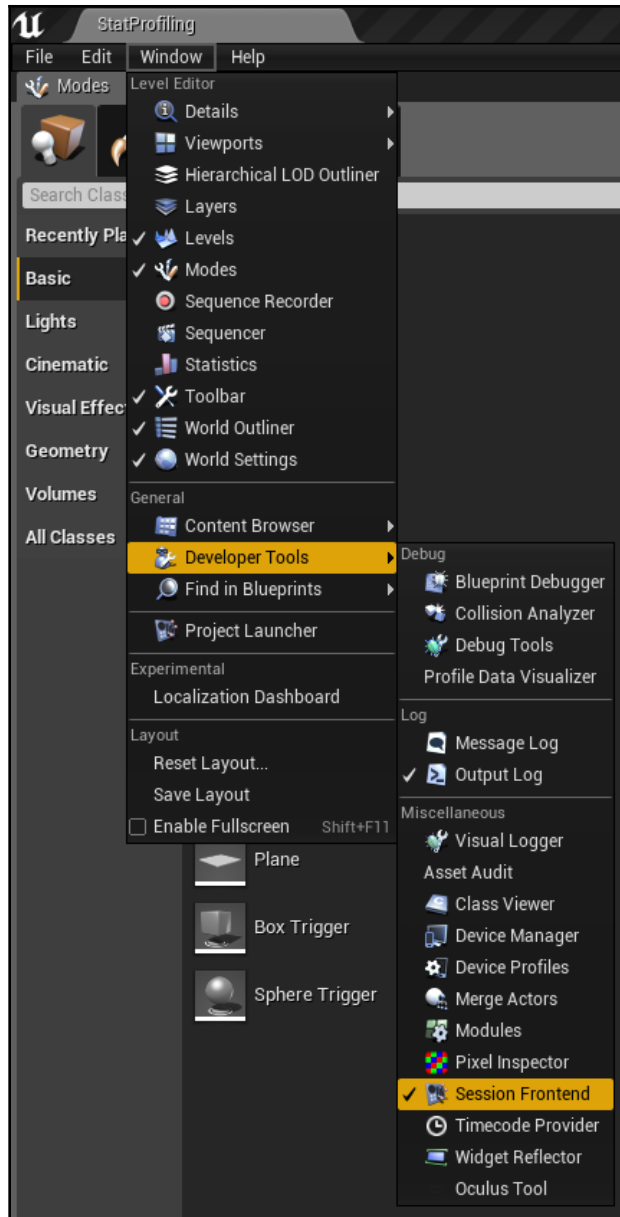 StatProfiling
File Edit Window Help
Modes
Search Class
Recently Pla
Basic
Lights
Cinematic
Visual Effec
Geometry
Volumes
All Classes
Level Editor
Details
Viewports
Hierarchical LOD Outliner
Layers
Levels
Modes
Sequence Recorder
Sequencer
Statistics
Toolbar
World Outliner
World Settings
General
Content Browser
Developer Tools
Find in Blueprints
Project Launcher
Experimental
Localization Dashboard
Layout
Reset Layout...
Save Layout
Enable Fullscreen Shift+F11
Plane
Box Trigger
Sphere Trigger
Debug
Blueprint Debugger
Collision Analyzer
Debug Tools
Profile Data Visualizer
Log
Message Log
Output Log
Miscellaneous
Visual Logger
Asset Audit
Class Viewer
Device Manager
Device Profiles
Merge Actors
Modules
Pixel Inspector
Session Frontend
Timecode Provider
Widget Reflector
Oculus Tool